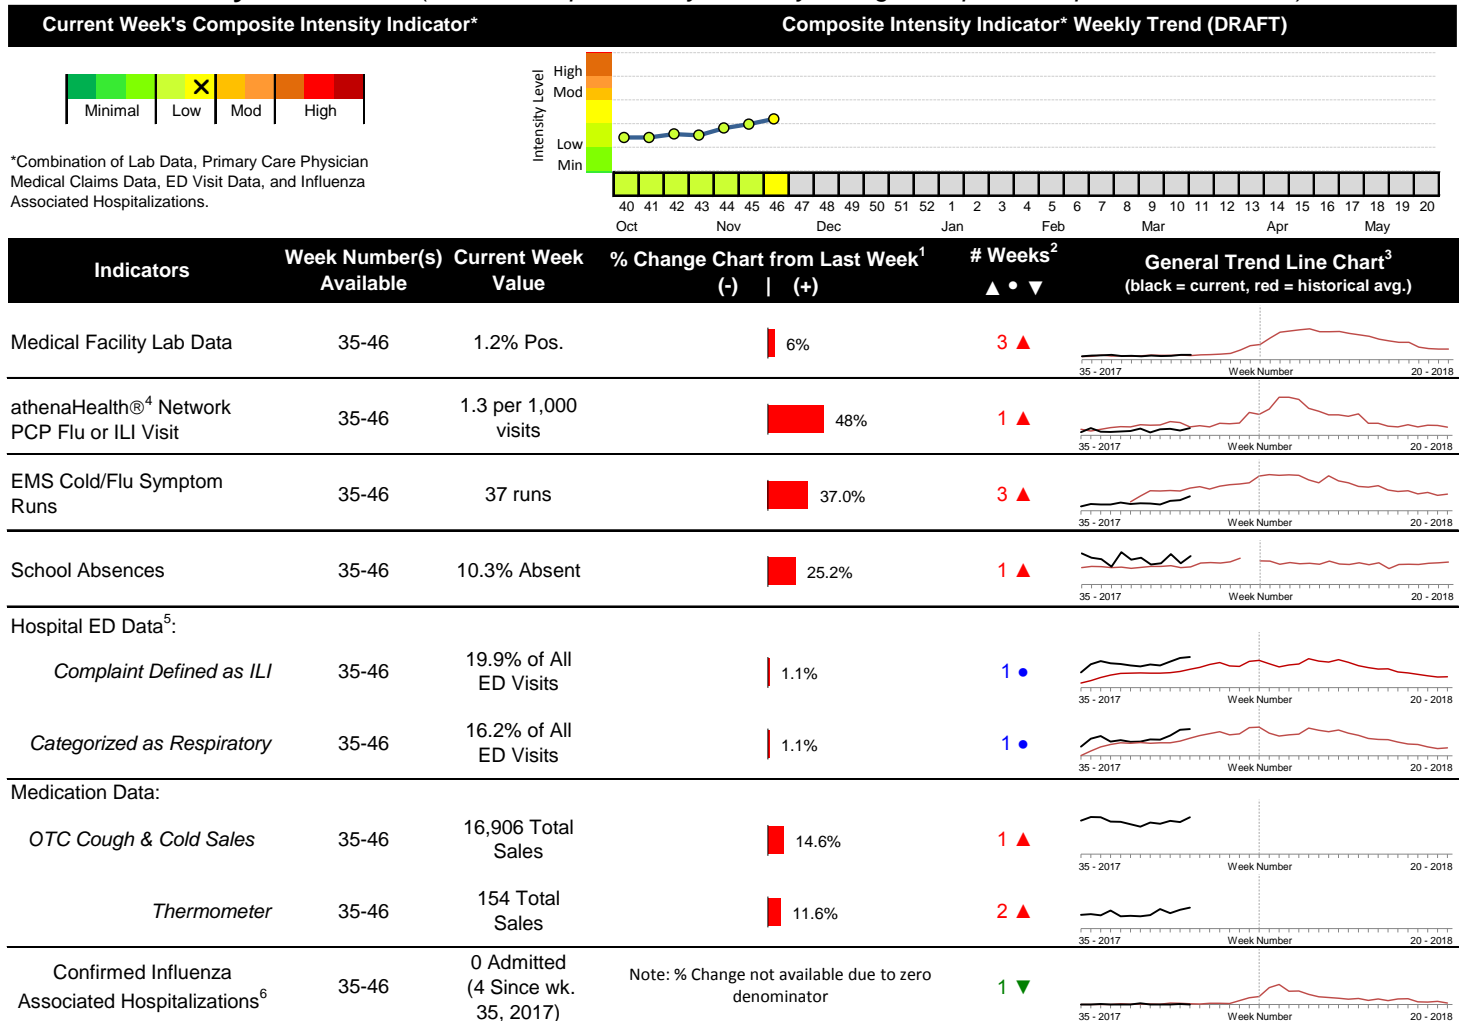 Current Week's Composite Intensity Indicator*
Composite Intensity Indicator* Weekly Trend (DRAFT)
Minimal Low Mod High
Intensity Level
High
Mod
Low
Min
*Combination of Lab Data, Primary Care Physician
Medical Claims Data, ED Visit Data, and Influenza
Associated Hospitalizations.
40 41 42 43 44 45 46 47 48 49 50 51 52 1 2 3 4 5 6 7 8 9 10 11 12 13 14 15 16 17 18 19 20
Oct Nov Dec Jan Feb Mar Apr May
Indicators
Week Number(s)
Available
Current Week
Value
% Change Chart from Last Week1
(-) | (+)
# Weeks2
▲ ● ▼
General Trend Line Chart3
(black = current, red = historical avg.)
Medical Facility Lab Data 35-46 1.2% Pos. 6% 3 ▲
35 - 2017 Week Number 20 - 2018
athenaHealth®4 Network
PCP Flu or ILI Visit
35-46
1.3 per 1,000
visits
48% 1 ▲
35 - 2017 Week Number 20 - 2018
EMS Cold/Flu Symptom
Runs
35-46 37 runs 37.0% 3 ▲
35 - 2017 Week Number 20 - 2018
School Absences 35-46 10.3% Absent 25.2% 1 ▲
35 - 2017 Week Number 20 - 2018
Hospital ED Data5:
Complaint Defined as ILI 35-46
19.9% of All
ED Visits
1.1% 1 ●
35 - 2017 Week Number 20 - 2018
Categorized as Respiratory 35-46
16.2% of All
ED Visits
1.1% 1 ●
35 - 2017 Week Number 20 - 2018
Medication Data:
OTC Cough & Cold Sales 35-46
16,906 Total
Sales
14.6% 1 ▲
35 - 2017 Week Number 20 - 2018
Thermometer 35-46
154 Total
Sales
11.6% 2 ▲
35 - 2017 Week Number 20 - 2018
Confirmed Influenza
Associated Hospitalizations6
35-46
0 Admitted
(4 Since wk.
35, 2017)
Note: % Change not available due to zero
denominator
1 ▼
35 - 2017 Week Number 20 - 2018